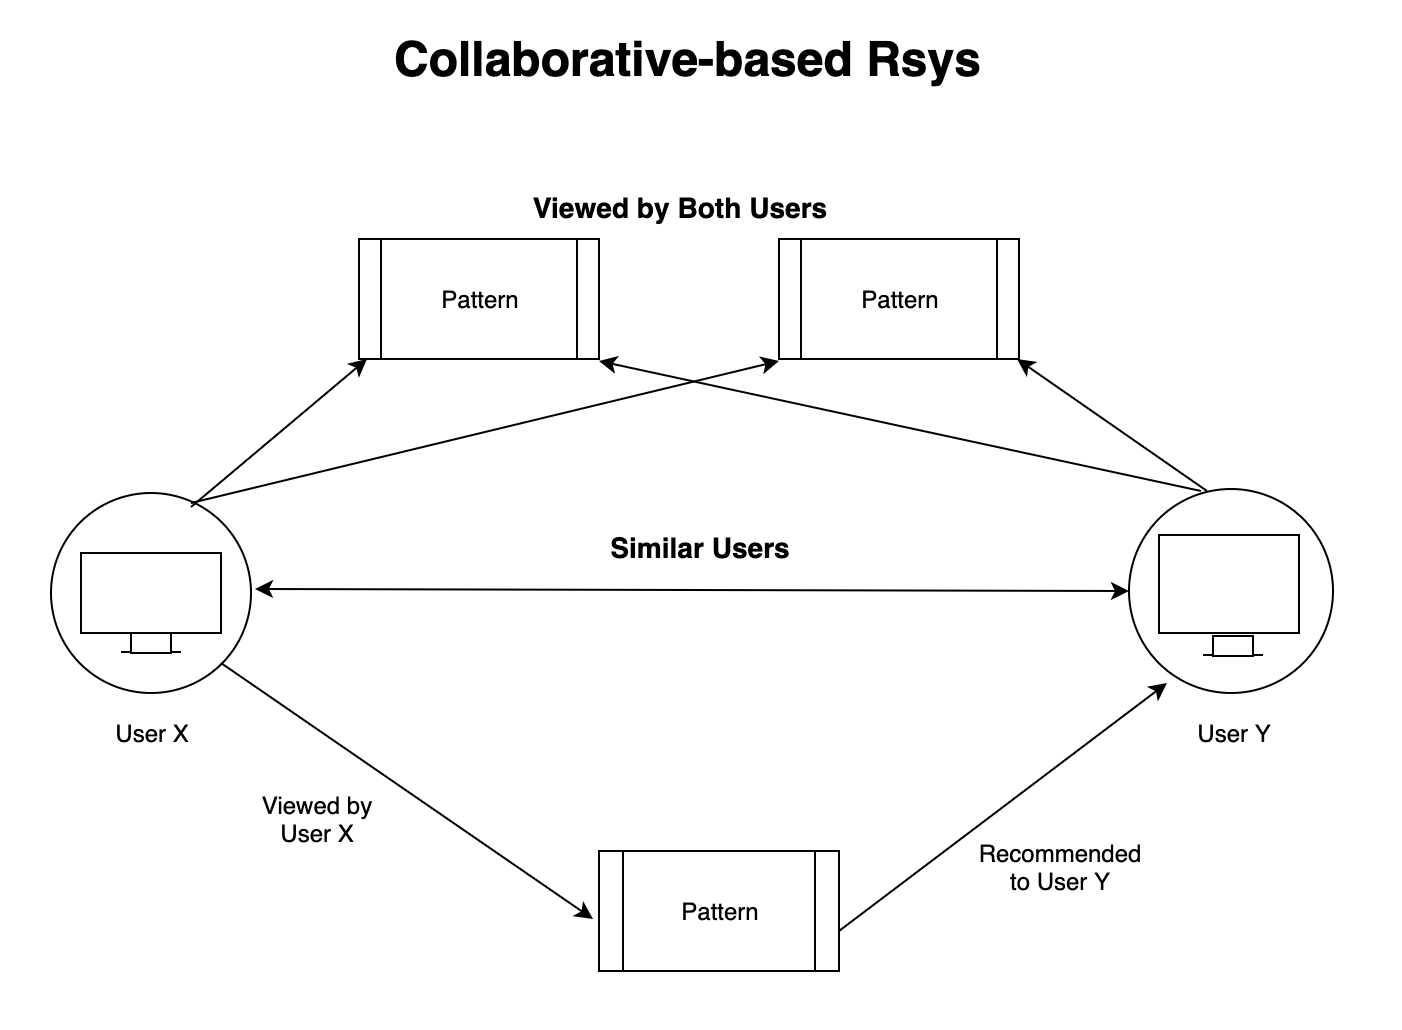 Collaborative-based Rsys
Viewed by Both Users
Pattern
Pattern
Similar Users
User X
User Y
Viewed by
User X
Recommended
to User Y
Pattern